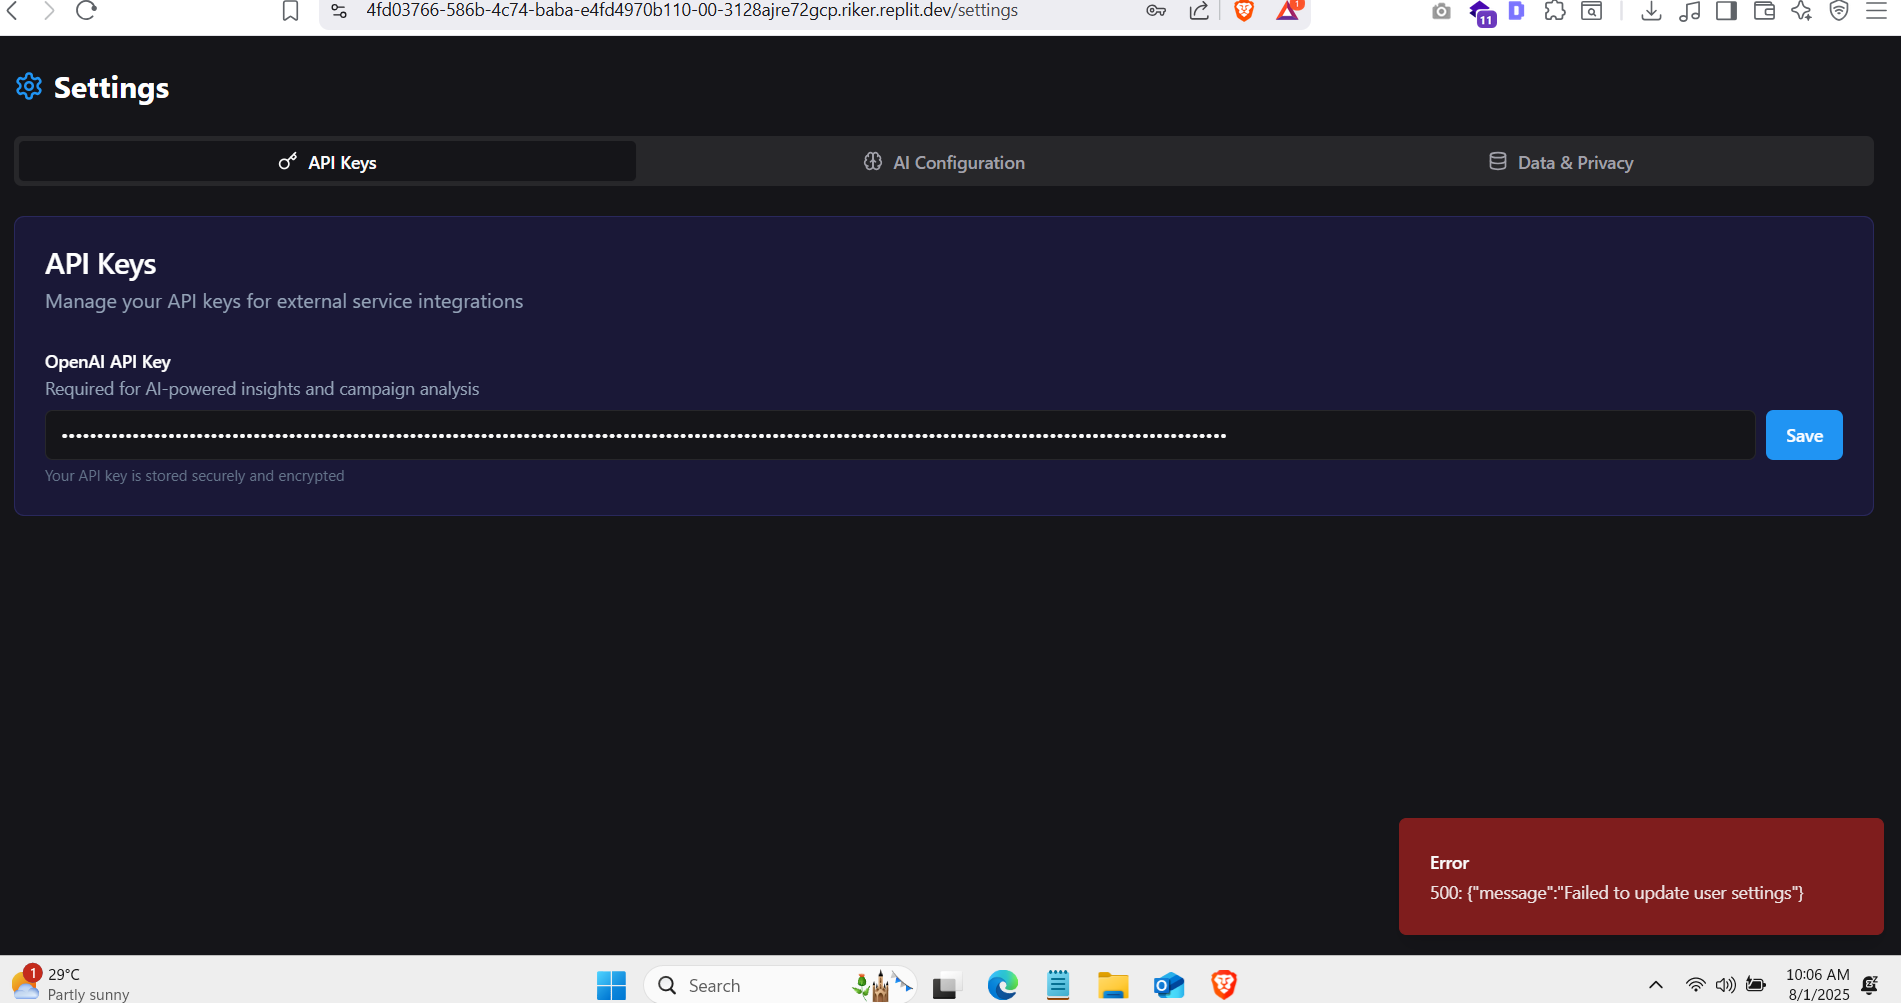 4fd03766-586b-4c74-baba-e4fd4970b110-00-3128ajre72gcp.riker.replit.dev/settings
1
11
Settings
API Keys
AI Configuration
Data & Privacy
API Keys
Manage your API keys for external service integrations
OpenAI API Key
Required for AI-powered insights and campaign analysis
Save
Your API key is stored securely and encrypted
Error
500: {"message":"Failed to update user settings"}
1
29°C
Partly sunny
Search
10:06 AM
8/1/2025